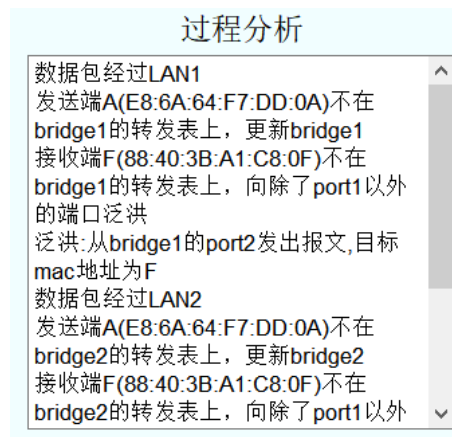 过程分析
数据包经过LAN1
发送端A(E8:6A:64:F7:DD:0A)不在
bridge1的转发表上，更新bridge1
接收端F(88:40:3B:A1:C8:0F)不在
bridge1的转发表上，向除了port1以外
的端口泛洪
泛洪:从bridge1的port2发出报文,目标
mac地址为F
数据包经过LAN2
发送端A(E8:6A:64:F7:DD:0A)不在
bridge2的转发表上，更新bridge2
接收端F(88:40:3B:A1:C8:0F)不在
bridge2的转发表上，向除了port1以外